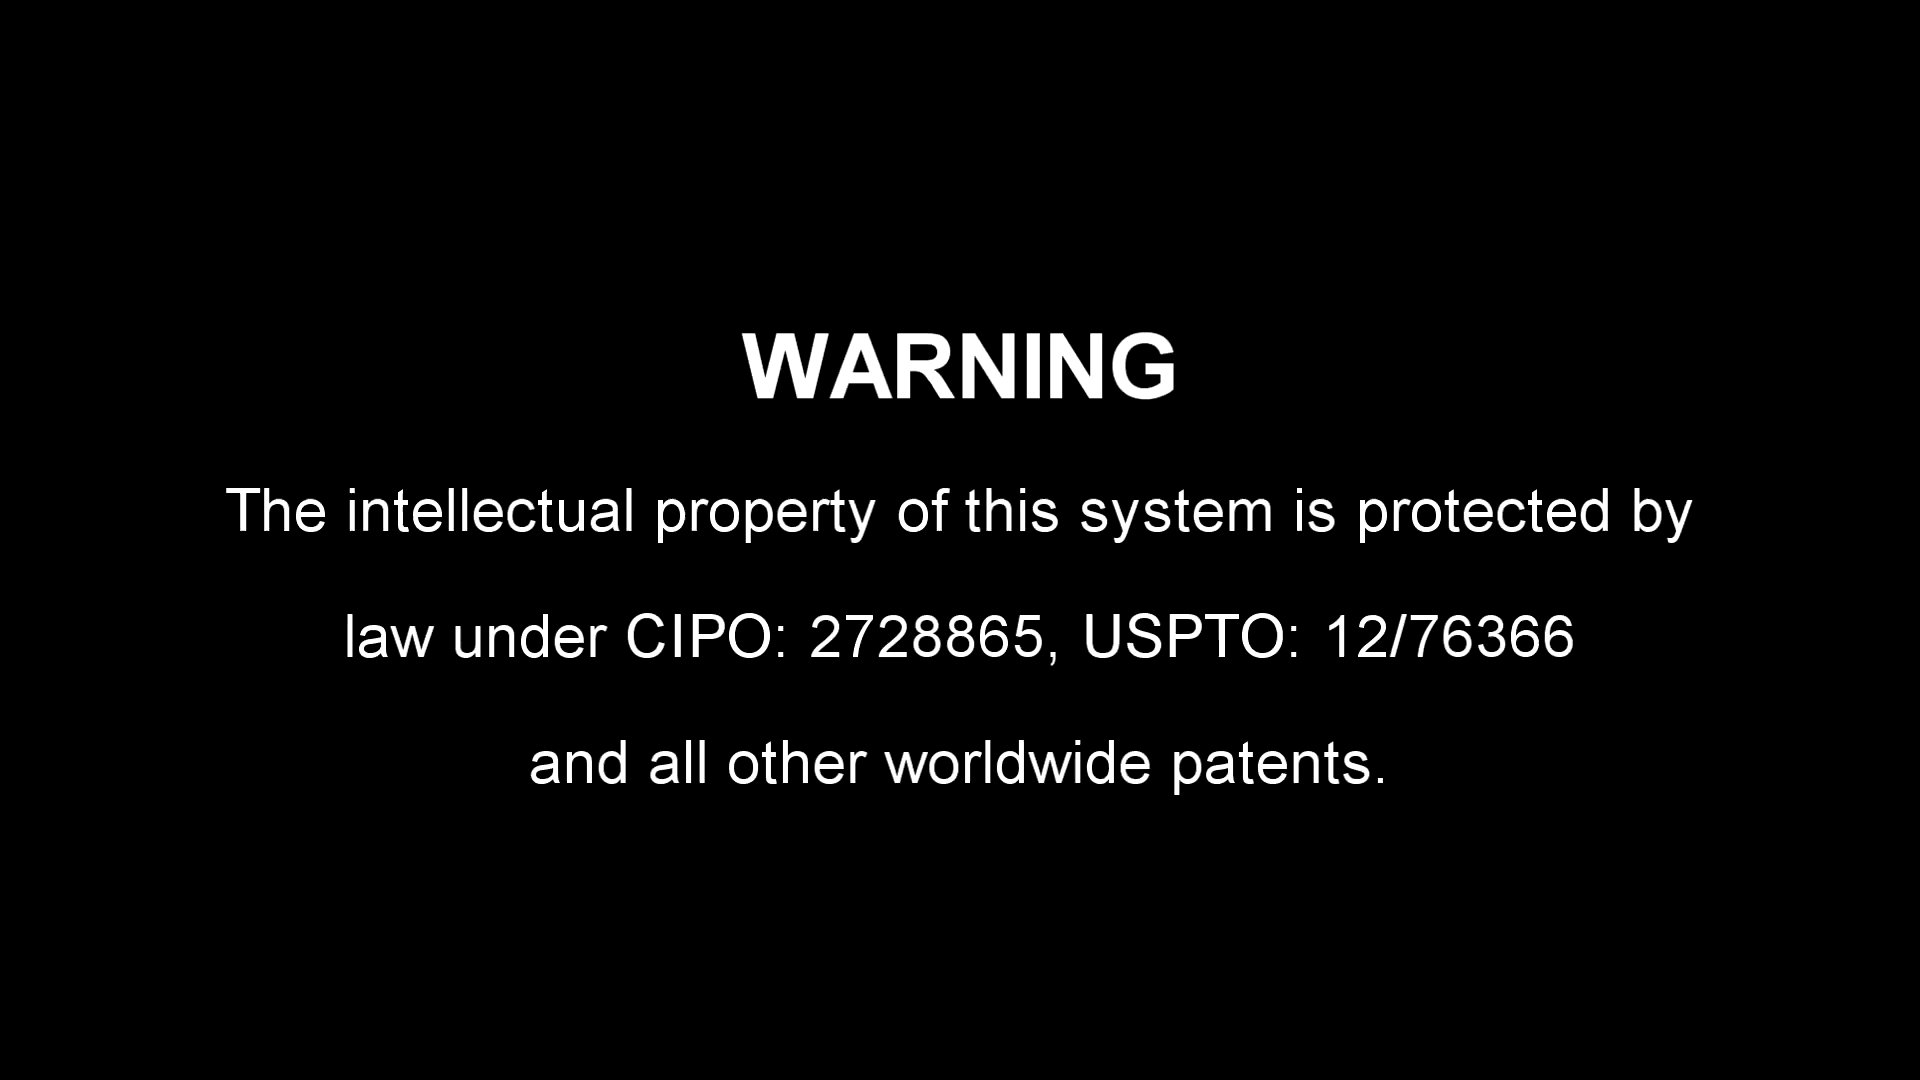 WARNING
The intellectual property of this system is protected by
law under CIPO: 2728865, USPTO: 12/76366
and all other worldwide patents.